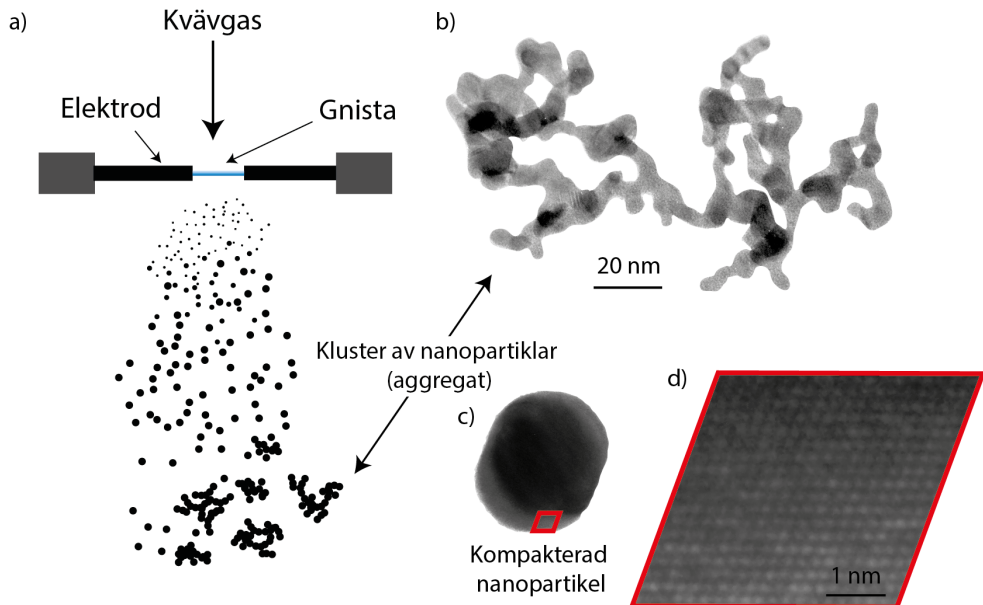 a)
Kvävgas
Elektrod
Gnista
b)
20 nm
Kluster av nanopartiklar
(aggregat)
c)
Kompakterad
nanopartikel
d)
1 nm